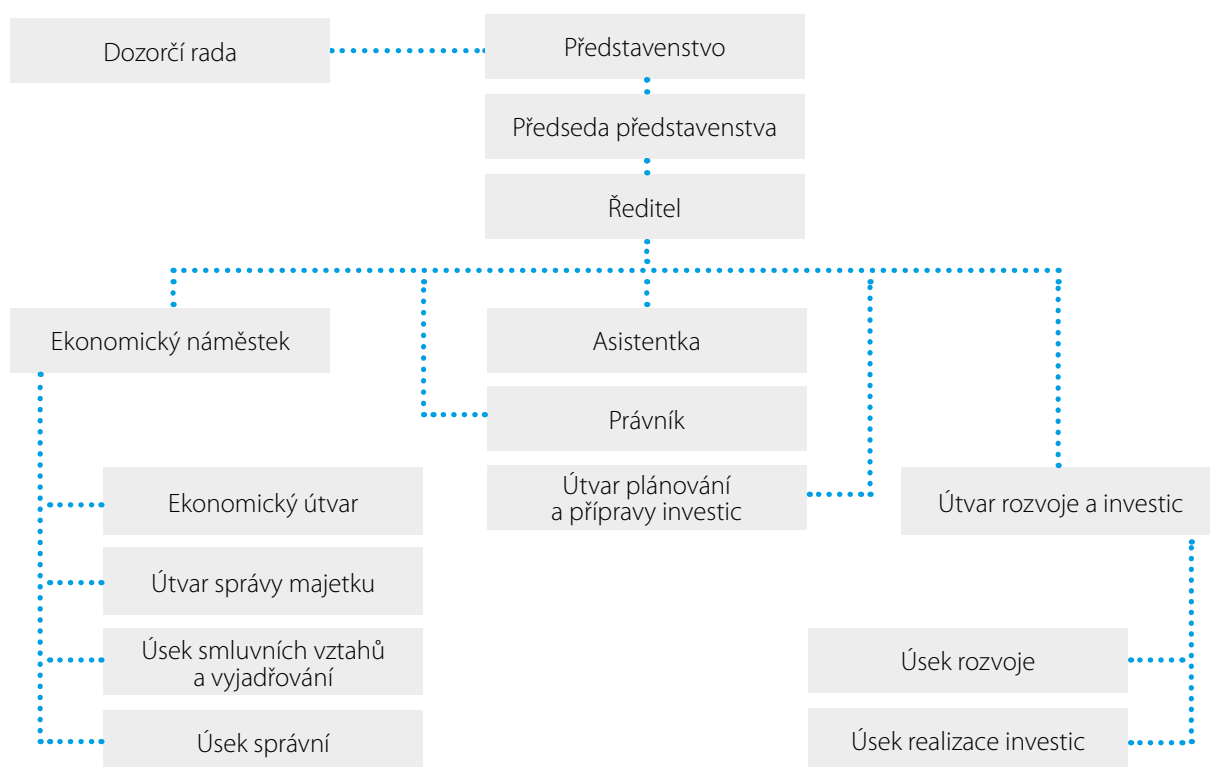 Dozorčí rada
Představenstvo
Předseda představenstva
Ředitel
Ekonomický náměstek
Asistentka
Právník
Útvar plánování
a přípravy investic
Ekonomický útvar
Útvar rozvoje a investic
Útvar správy majetku
Úsek smluvních vztahů
a vyjadřování
Úsek rozvoje
Úsek správní
Úsek realizace investic